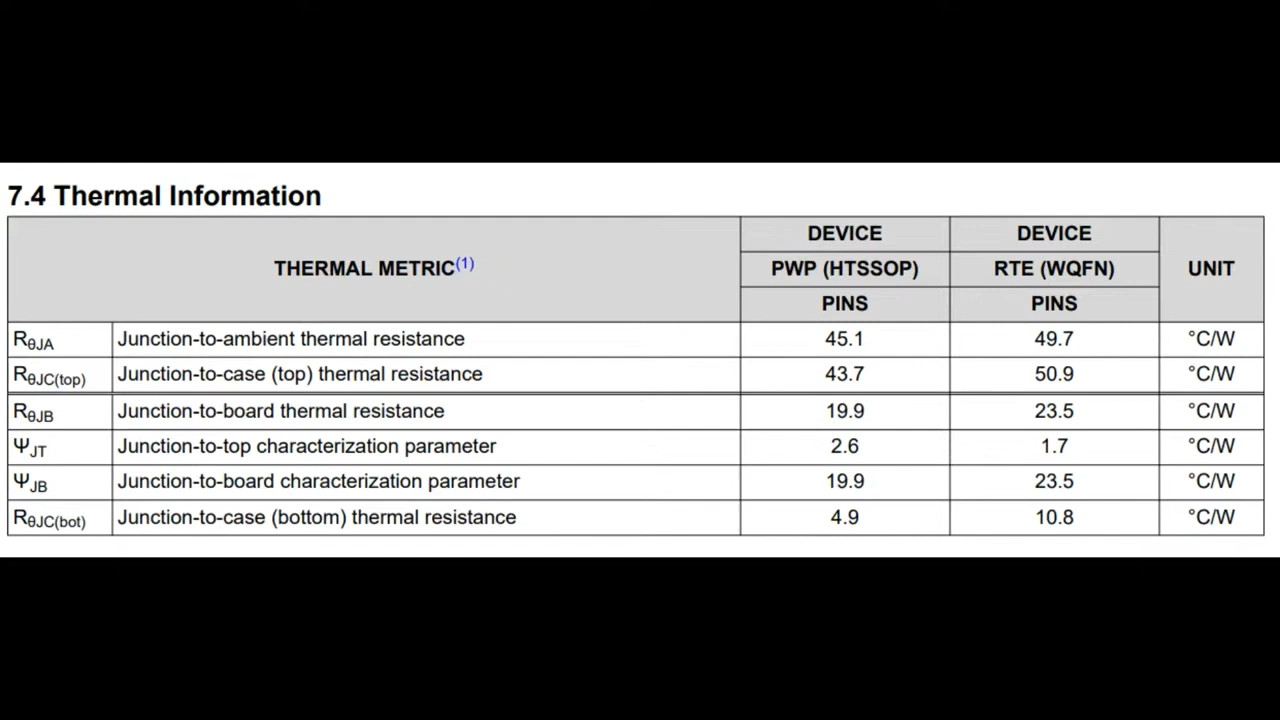 7.4 Thermal Information
THERMAL METRIC(1) DEVICE DEVICE UNIT
PWP (HTSSOP) RTE (WQFN)
PINS PINS
RθJA Junction-to-ambient thermal resistance 45.1 49.7 °C/W
RθJC(top) Junction-to-case (top) thermal resistance 43.7 50.9 °C/W
RθJB Junction-to-board thermal resistance 19.9 23.5 °C/W
ΨJT Junction-to-top characterization parameter 2.6 1.7 °C/W
ΨJB Junction-to-board characterization parameter 19.9 23.5 °C/W
RθJC(bot) Junction-to-case (bottom) thermal resistance 4.9 10.8 °C/W